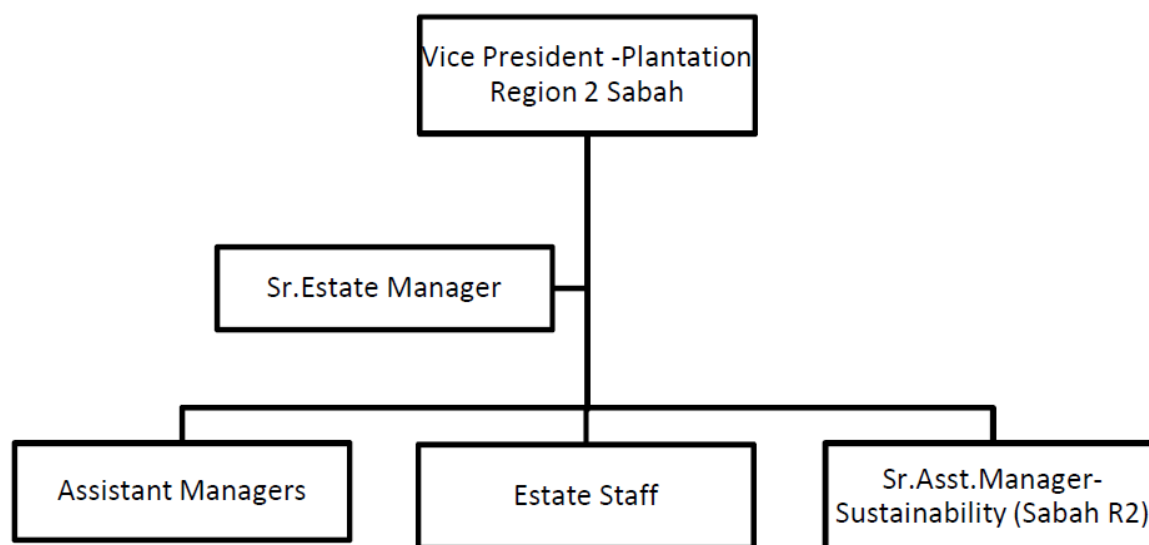 Vice President -Plantation
Region 2 Sabah
Sr.Estate Manager
Assistant Managers
Estate Staff
Sr.Asst.Manager-
Sustainability (Sabah R2)